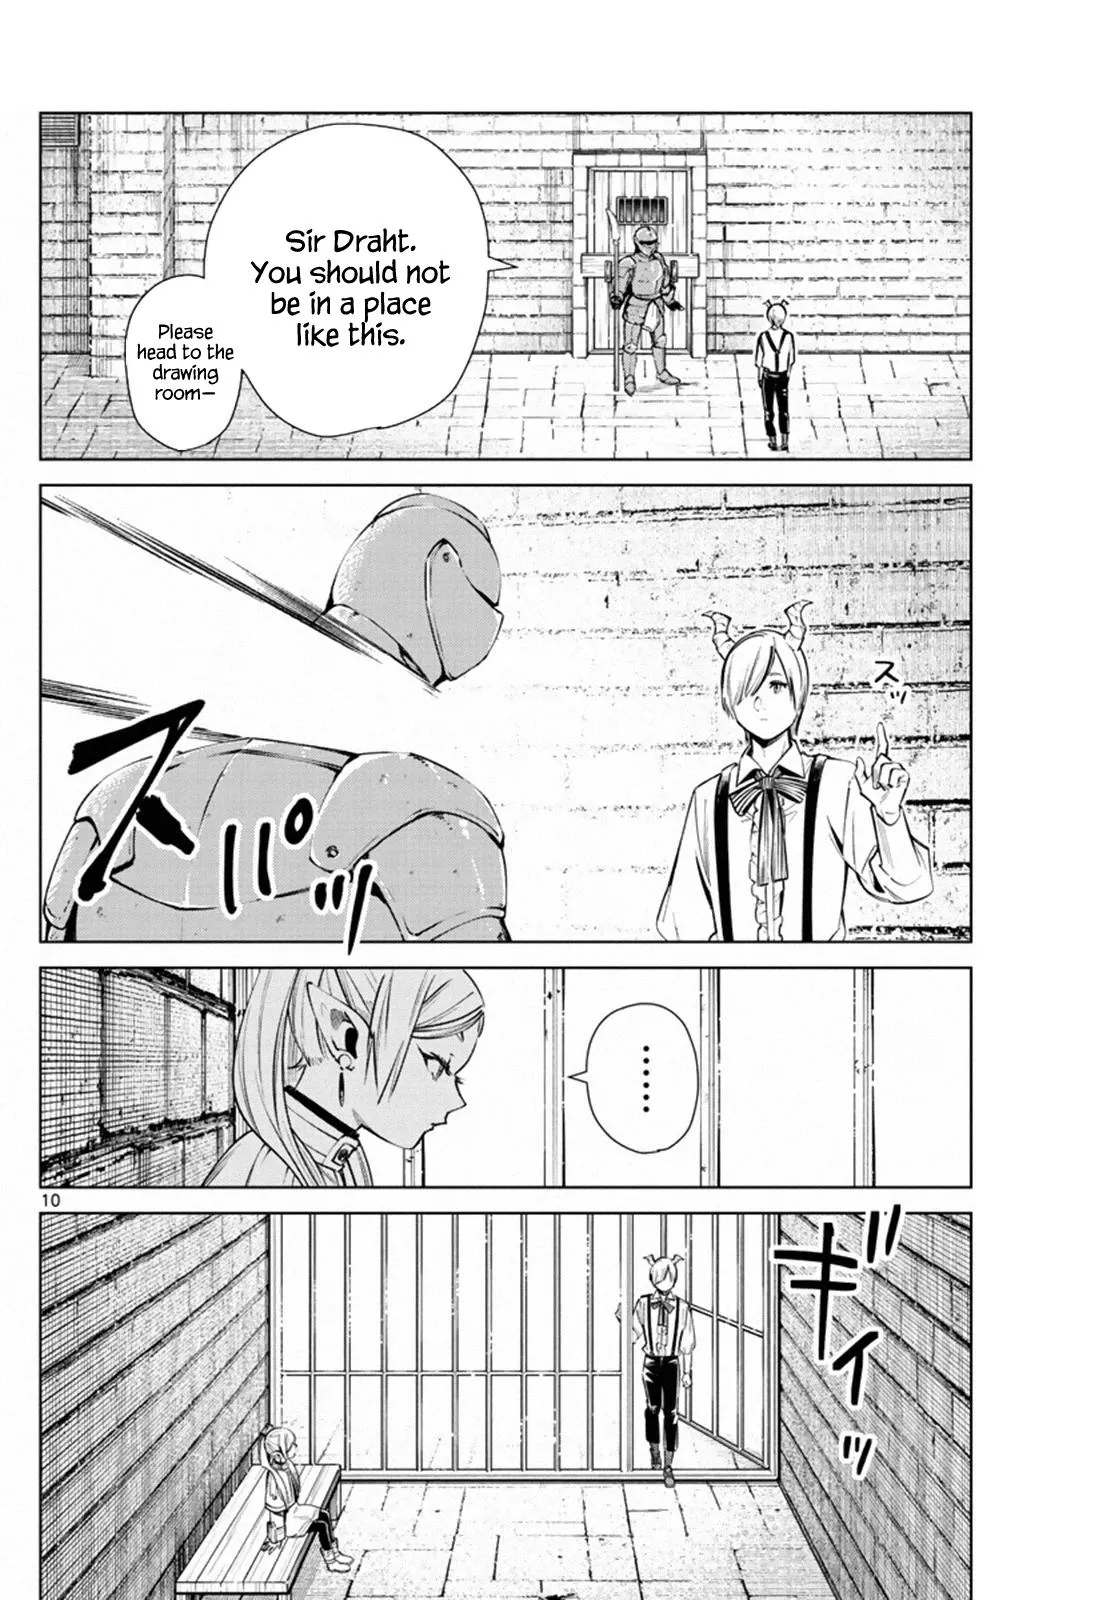 Sir Draht.
You should not
be in a place
like this.
Please
head to the
drawing
room—
スッ
スパッ
......
10
ギイッ